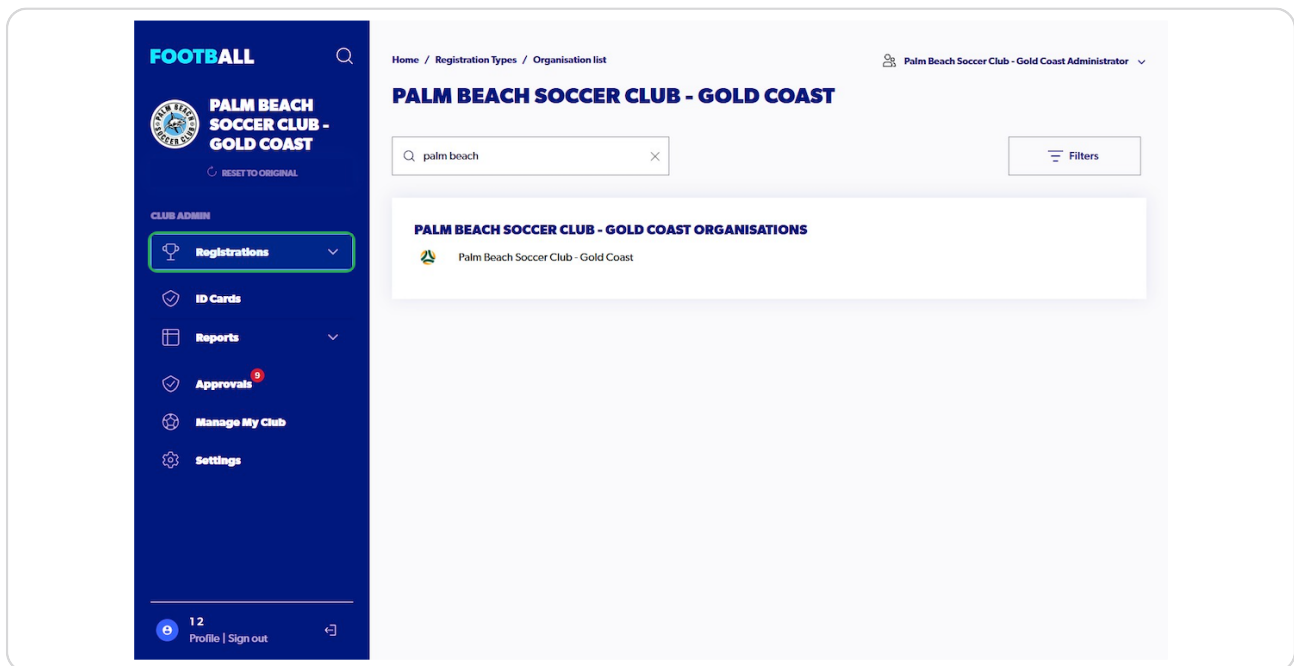 FOOTBALL
PALM BEACH
SOCCER CLUB -
GOLD COAST
RESET TO ORIGINAL
CLUB ADMIN
Registrations
ID Cards
Reports
Approvals 9
Manage My Club
Settings
1 2
Profile | Sign out
Home / Registration Types / Organisation list
Palm Beach Soccer Club - Gold Coast Administrator
PALM BEACH SOCCER CLUB - GOLD COAST
palm beach
Filters
PALM BEACH SOCCER CLUB - GOLD COAST ORGANISATIONS
Palm Beach Soccer Club - Gold Coast